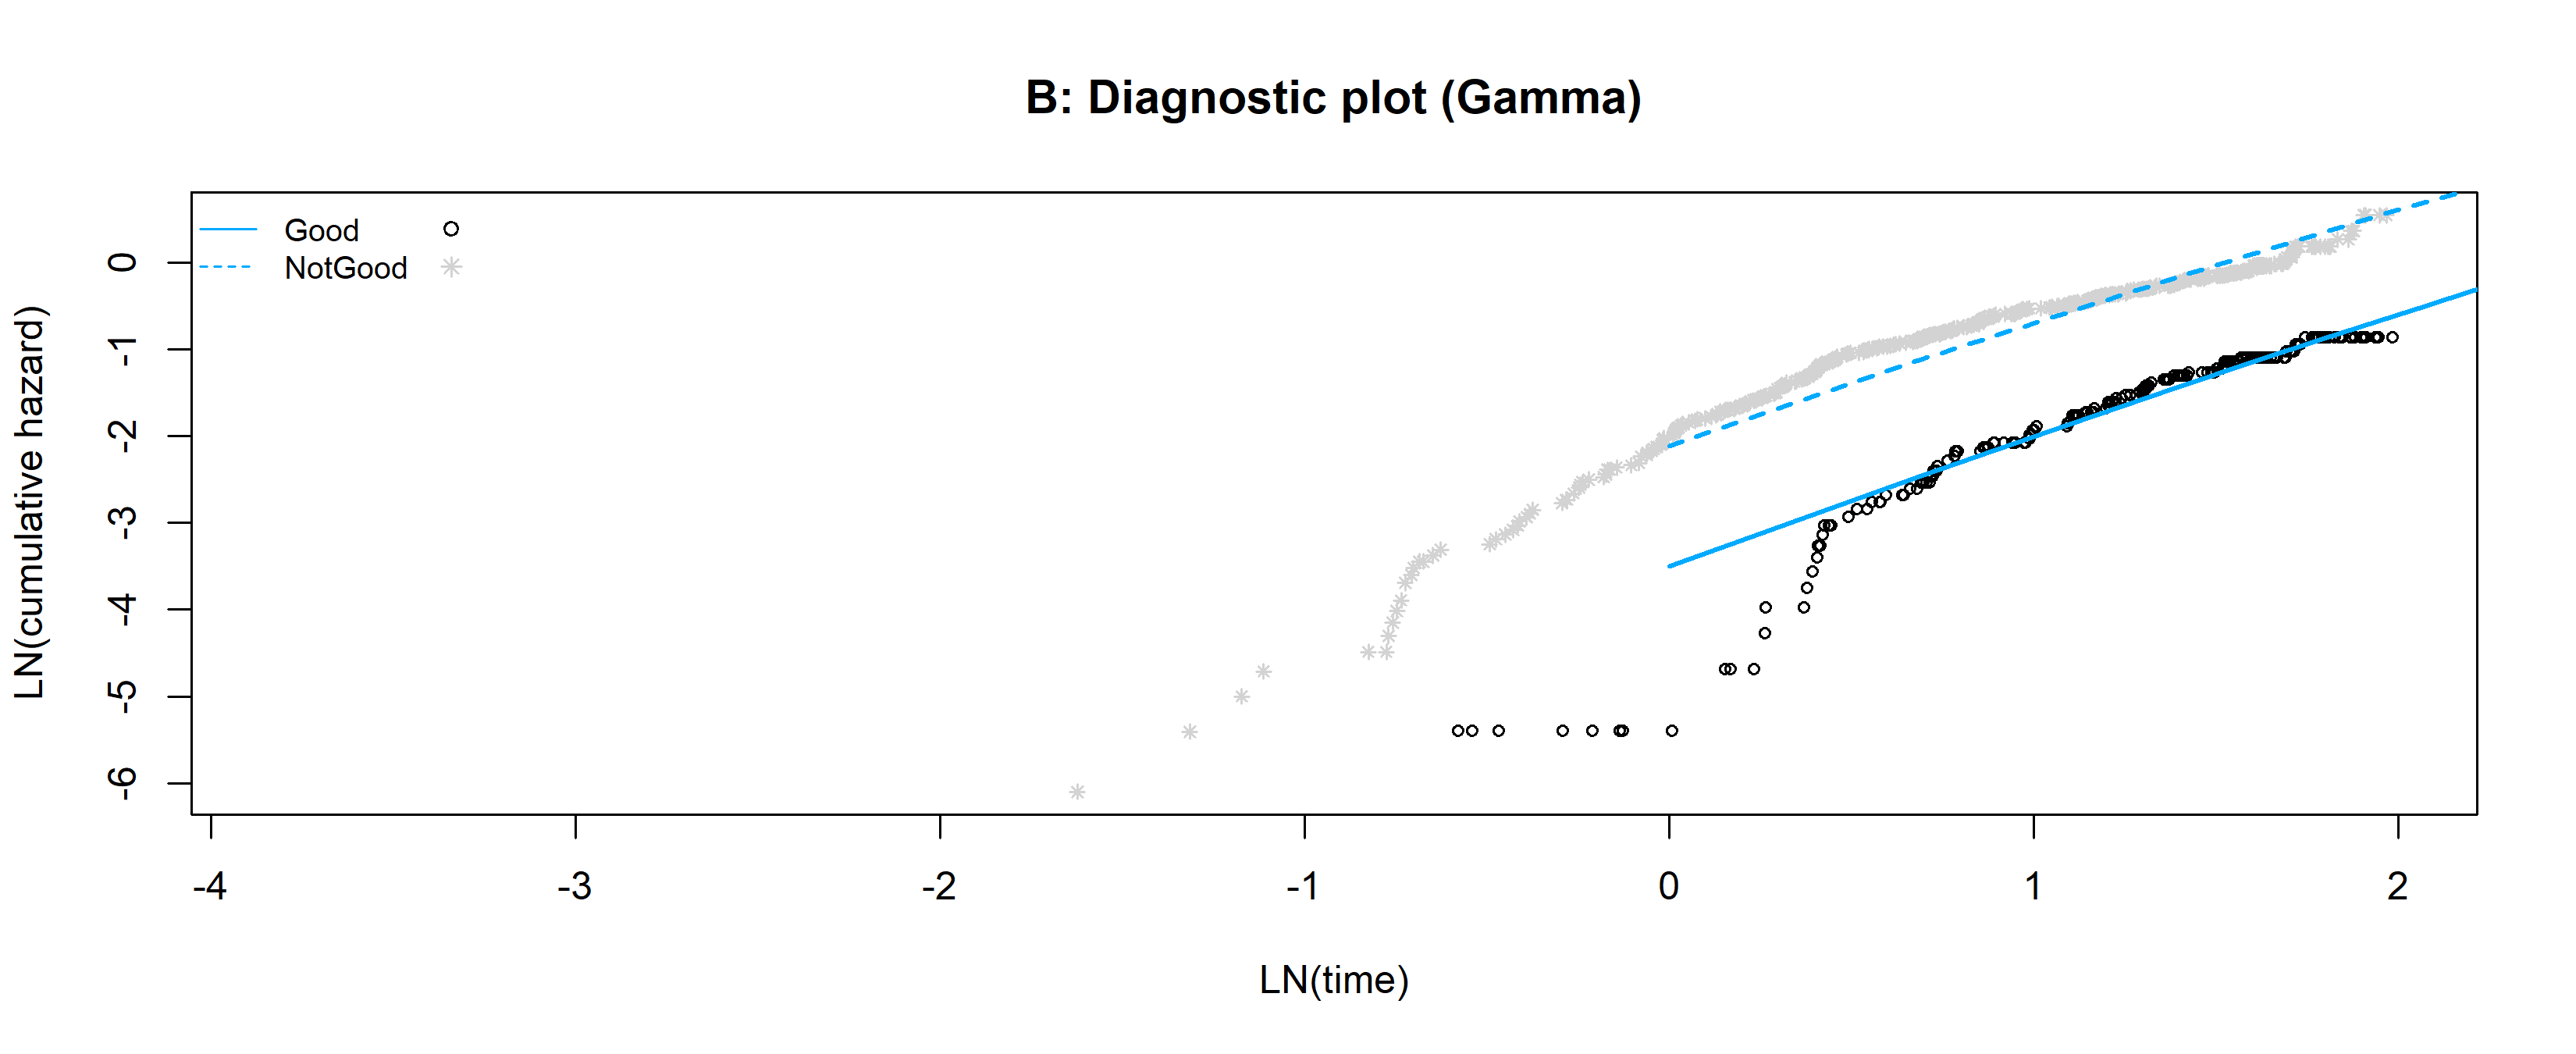 B: Diagnostic plot (Gamma)
Good
NotGood
LN(cumulative hazard)
0
-1
-2
-3
-4
-5
-6
-4 -3 -2 -1 0 1 2
LN(time)